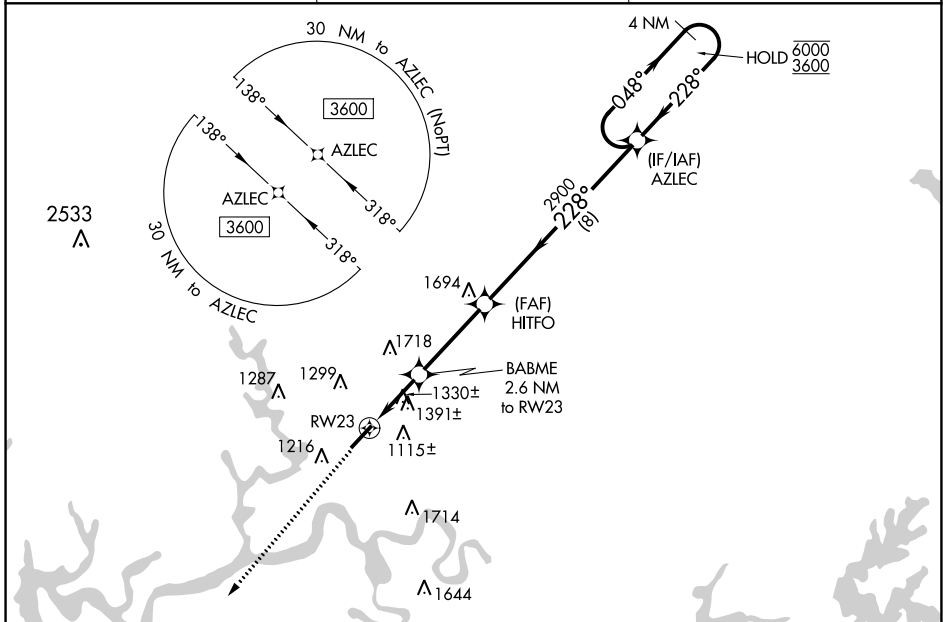 30 NM to AZLEC (NoPT)
138°
3600
AZLEC
318°
138°
AZLEC
3600
318°
30 NM to AZLEC
2533
4 NM
HOLD 6000
3600
048°
228°
(IF/IAF)
AZLEC
2900
228°
(8)
1694
(FAF)
HITFO
1718
BABME
2.6 NM
to RW23
1299
1287
1330±
1391±
RW23
1115±
1216
1714
1644